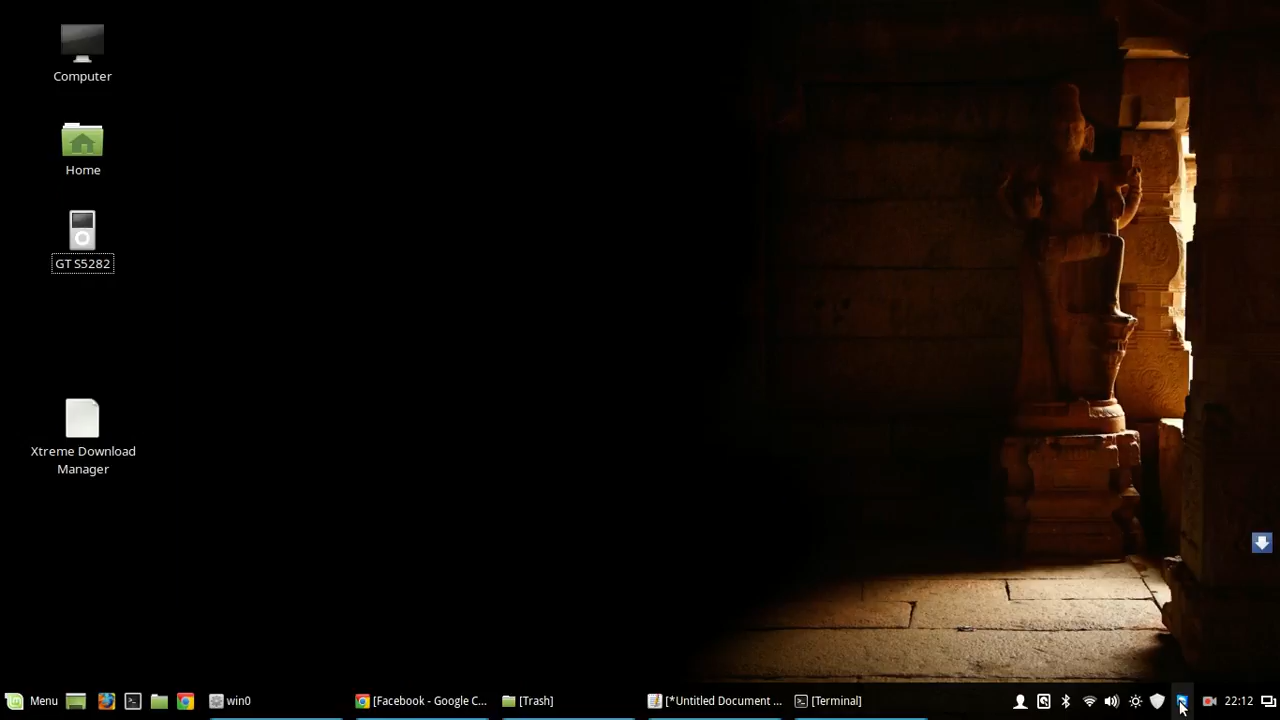 Computer
Home
GT S5282
Xtreme Download
Manager
Menu
win0
[Facebook - Google C...
[Trash]
[*Untitled Document ...
[Terminal]
22:12